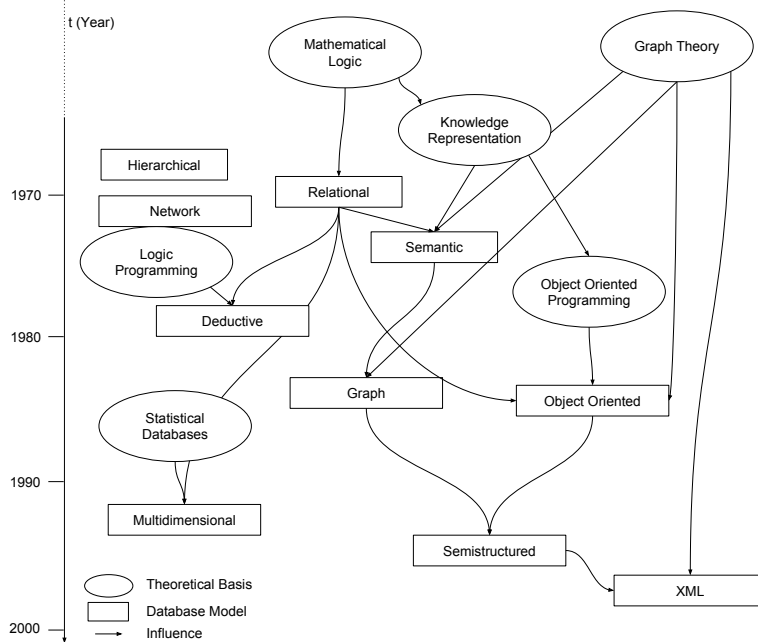 t (Year)
Mathematical
Logic
Graph Theory
Knowledge
Representation
Hierarchical
1970
Relational
Network
Semantic
Logic
Programming
Object Oriented
Programming
Deductive
1980
Graph
Object Oriented
Statistical
Databases
1990
Multidimensional
Semistructured
Theoretical Basis
XML
Database Model
Influence
2000